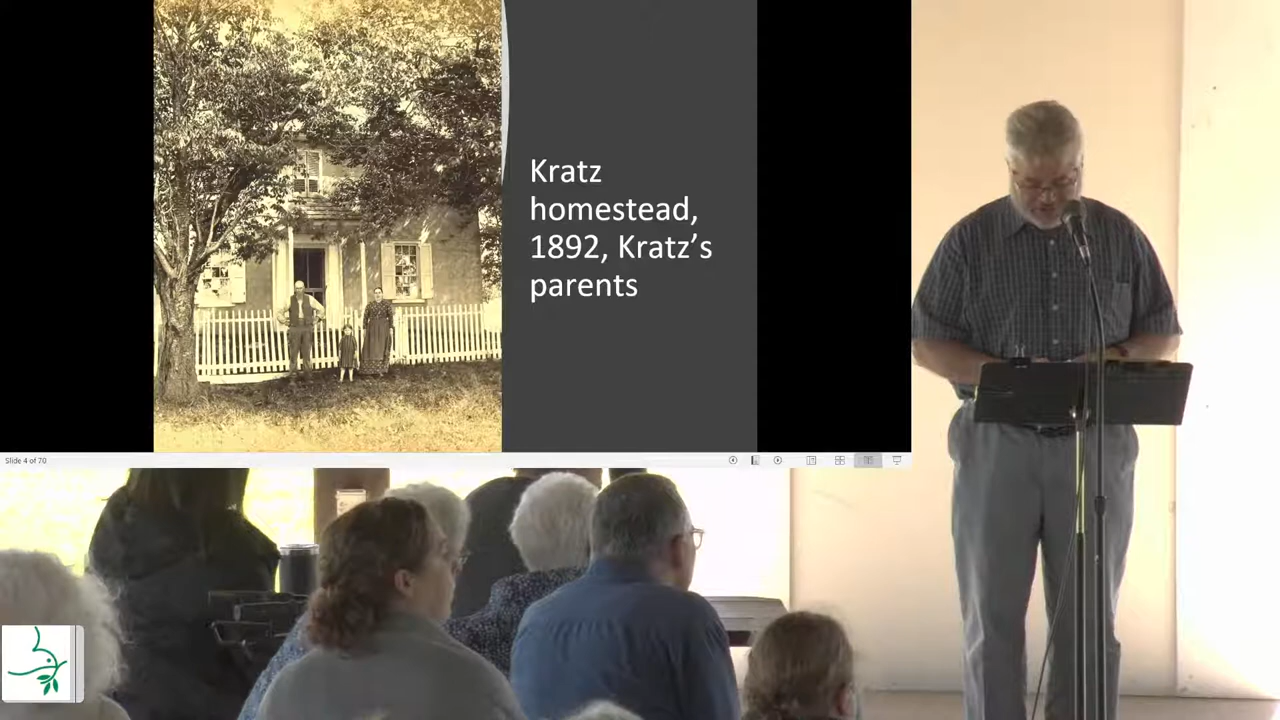 Kratz
homestead,
1892, Kratz’s
parents
Slide 4 of 70